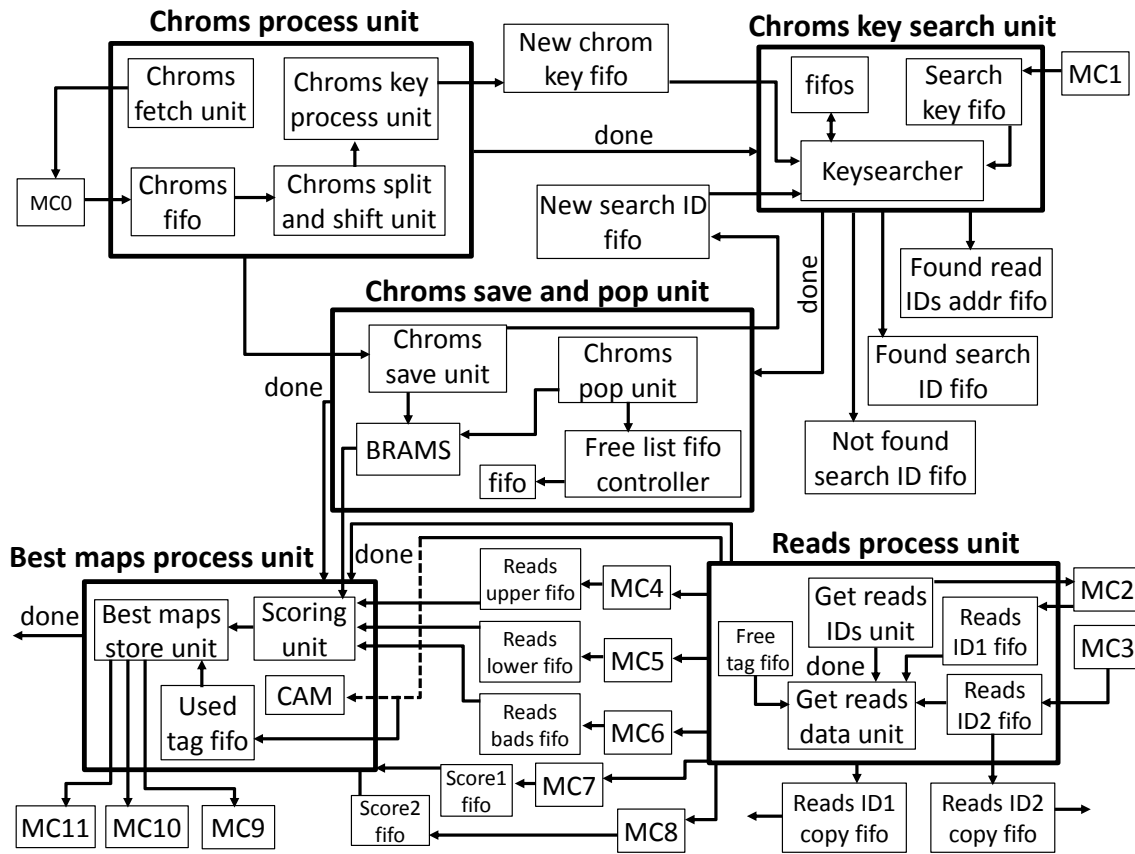 Chroms process unit
Chroms
fetch unit
Chroms key
process unit
MC0
Chroms
fifo
Chroms split
and shift unit
New chrom
key fifo
done
Chroms key search unit
fifos
Search
key fifo
MC1
Keysearcher
New search ID
fifo
done
Found read
IDs addr fifo
Found search
ID fifo
Not found
search ID fifo
Chroms save and pop unit
Chroms
save unit
Chroms
pop unit
done
BRAMS
Free list fifo
controller
fifo
Best maps process unit
done
done
Best maps
store unit
Scoring
unit
CAM
Used
tag fifo
MC11
MC10
MC9
Reads
upper fifo
MC4
Reads
lower fifo
MC5
Reads
bads fifo
MC6
Score1
fifo
MC7
Score2
fifo
MC8
Reads process unit
Get reads
IDs unit
MC2
Reads
ID1 fifo
MC3
Free
tag fifo
done
Reads
ID2 fifo
Get reads
data unit
Reads ID1
copy fifo
Reads ID2
copy fifo